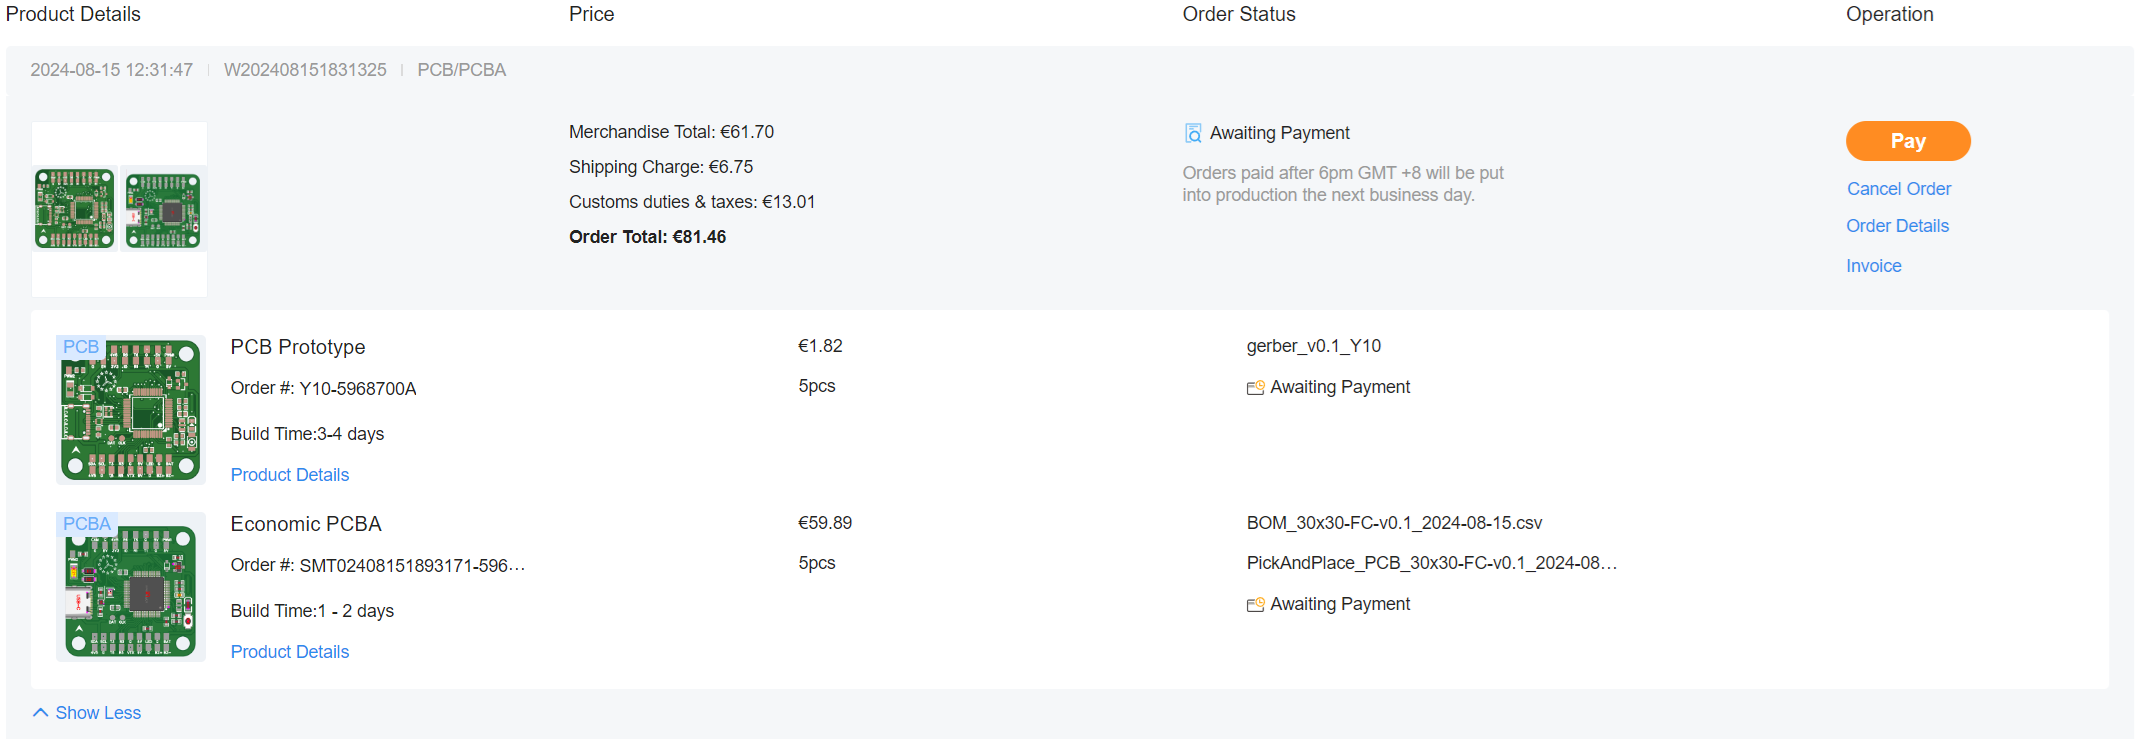 Product Details Price Order Status Operation
2024-08-15 12:31:47 W202408151831325 PCB/PCBA
Merchandise Total: €61.70
Shipping Charge: €6.75
Customs duties & taxes: €13.01
Order Total: €81.46
Awaiting Payment
Orders paid after 6pm GMT +8 will be put
into production the next business day.
Pay
Cancel Order
Order Details
Invoice
PCB
PCB Prototype
Order #: Y10-5968700A
Build Time:3-4 days
Product Details
€1.82
5pcs
gerber_v0.1_Y10
Awaiting Payment
PCBA
Economic PCBA
Order #: SMT02408151893171-596…
Build Time:1 - 2 days
Product Details
€59.89
5pcs
BOM_30x30-FC-v0.1_2024-08-15.csv
PickAndPlace_PCB_30x30-FC-v0.1_2024-08…
Awaiting Payment
Show Less